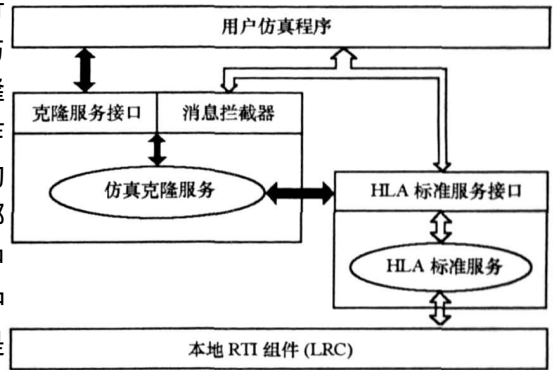 用户仿真程序
克隆服务接口
消息拦截器
仿真克隆服务
HLA 标准服务接口
HLA 标准服务
本地 RTI 组件 (LRC)